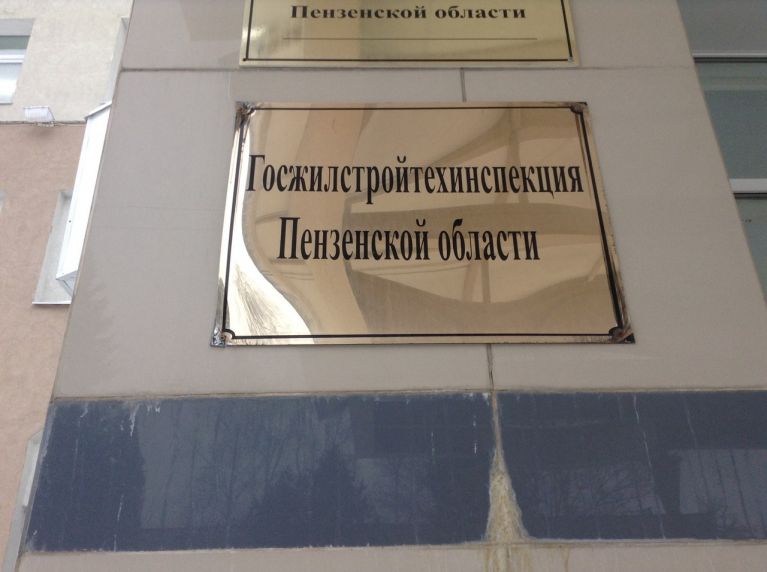 Пензенской области
Госжилстройтехинспекция
Пензенской области